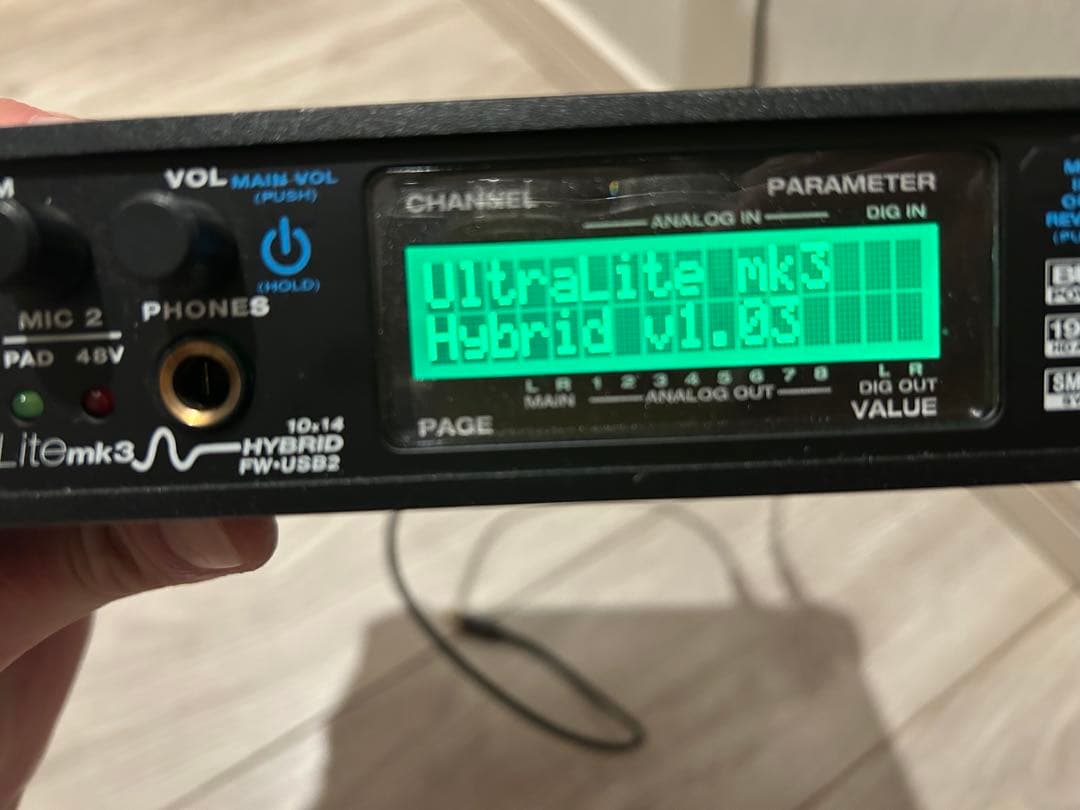 VOL MAIN VOL
(PUSH)
(HOLD)
PHONES
MIC 2
PAD 48V
Lite mk3
10x14
HYBRID
FW•USB2
CHANNEL
PARAMETER
ANALOG IN
DIG IN
UltraLite mk3
Hybrid v1.03
L R 1 2 3 4 5 6 7 8 L R
MAIN ANALOG OUT DIG OUT
PAGE
VALUE